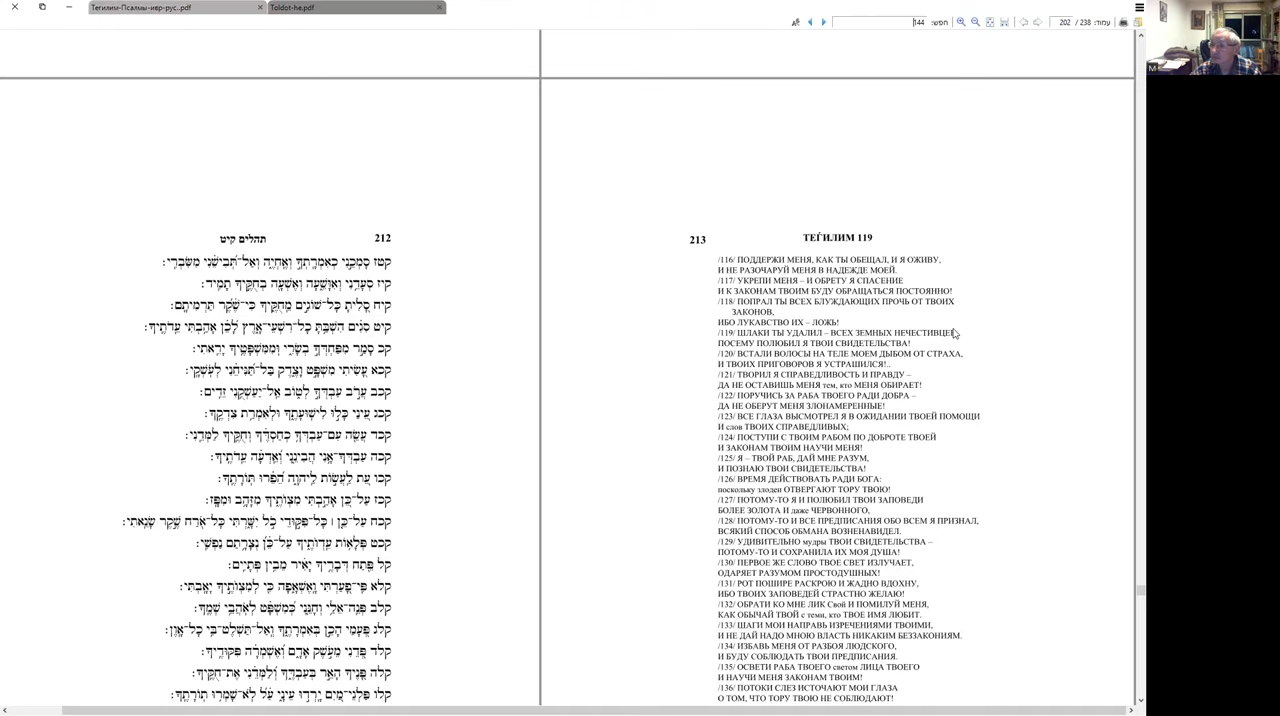 Тегилим-Псалмы-ивр-рус..pdf
Toldot-he.pdf
144
חפש:
עמוד:
202 / 238
212
תהלים קיט
קטז סׇמְכֵ֣נִי כְאִמְרָתְךָ֣ וְאֶֽחְיֶ֑ה וְאַל־תְּ֝בִישֵׁ֗נִי מִשִּׂבְרִֽי:
קיז סְעָדֵ֥נִי וְאִוָּשֵׁ֑עָה וְאֶשְׁעָ֖ה בְחֻקֶּ֣יךָ תָמִֽיד:
קיח סָ֭לִיתָ כׇּל־שׁוֹגִ֣ים מֵחֻקֶּ֑יךָ כִּי־שֶׁ֝֗קֶר תַּרְמִיתָֽם:
קיט סִגִ֗ים הִשְׁבַּ֥תָּ כׇל־רִשְׁעֵי־אָ֑רֶץ לָ֝כֵ֗ן אָהַ֥בְתִּי עֵדֹתֶֽיךָ:
קכ סָמַ֣ר מִפַּחְדְּךָ֣ בְשָׂרִ֑י וּֽמִמִּשְׁפָּטֶ֥יךָ יָרֵֽאתִי:
קכא עָ֭שִׂיתִי מִשְׁפָּ֣ט וָצֶ֑דֶק בַּל־תַּ֝נִּיחֵ֗נִי לְעֹֽשְׁקָֽי:
קכב עֲרֹ֣ב עַבְדְּךָ֣ לְט֑וֹב אַֽל־יַעַשְׁקֻ֥נִי זֵדִֽים:
קכג עֵ֭ינַי כָּל֣וּ לִֽישׁוּעָתֶ֑ךָ וּלְאִמְרַ֥ת צִדְקֶֽךָ:
קכד עֲשֵׂ֖ה עִם־עַבְדְּךָ֥ כְחַסְדֶּ֗ךָ וְחֻקֶּ֥יךָ לַמְּדֵֽנִי:
קכה עַבְדְּךָ־אָ֥נִי הֲבִינֵ֑נִי וְ֝אֵדְעָ֗ה עֵדֹתֶֽיךָ:
קכו עֵ֭ת לַעֲשׂ֣וֹת לַיהֹוָ֑ה הֵ֝פֵ֗רוּ תּוֹרָתֶֽךָ:
קכז עַל־כֵּ֭ן אָהַ֣בְתִּי מִצְוֺתֶ֑יךָ מִזָּהָ֥ב וּמִפָּֽז:
קכח עַל־כֵּ֤ן ׀ כׇּל־פִּקּ֣וּדֵי כֹ֣ל יִשָּׁ֑רְתִּי כׇּל־אֹ֖רַח שֶׁ֣קֶר שָׂנֵֽאתִי:
קכט פְּלָא֥וֹת עֵדְוֺתֶ֑יךָ עַל־כֵּ֝֗ן נְצָרָ֥תַם נַפְשִֽׁי:
קל פֵּ֖תַח דְּבָרֶ֥יךָ יָאִ֗יר מֵבִ֥ין פְּתָיִֽים:
קלא פִּֽי־פָ֭עַרְתִּי וָאֶשְׁאָ֑פָה כִּ֖י לְמִצְוֺתֶ֣יךָ יָאָֽבְתִּי:
קלב פְּנֵה־אֵלַ֥י וְחׇנֵּ֑נִי כְּ֝מִשְׁפָּ֗ט לְאֹהֲבֵ֥י שְׁמֶֽךָ:
קלג פְּ֭עָמַי הָכֵ֣ן בְּאִמְרָתֶ֑ךָ וְֽאַל־תַּשְׁלֶט־בִּ֥י כׇל־אָֽוֶן:
קלד פְּ֭דֵנִי מֵעֹ֣שֶׁק אָדָ֑ם וְ֝אֶשְׁמְרָ֗ה פִּקּוּדֶֽיךָ:
קלה פָּ֭נֶיךָ הָאֵ֣ר בְּעַבְדֶּ֑ךָ וְ֝לַמְּדֵ֗נִי אֶת־חֻקֶּֽיךָ:
קלו פַּלְגֵי־מַ֭יִם יָרְד֣וּ עֵינָ֑י עַ֝֗ל לֹא־שָׁמְר֥וּ תוֹרָתֶֽךָ:
213
ТЕЃИЛИМ 119
/116/ ПОДДЕРЖИ МЕНЯ, КАК ТЫ ОБЕЩАЛ, И Я ОЖИВУ,
И НЕ РАЗОЧАРУЙ МЕНЯ В НАДЕЖДЕ МОЕЙ.
/117/ УКРЕПИ МЕНЯ – И ОБРЕТУ Я СПАСЕНИЕ
И К ЗАКОНАМ ТВОИМ БУДУ ОБРАЩАТЬСЯ ПОСТОЯННО!
/118/ ПОПРАЛ ТЫ ВСЕХ БЛУЖДАЮЩИХ ПРОЧЬ ОТ ТВОИХ
ЗАКОНОВ,
ИБО ЛУКАВСТВО ИХ – ЛОЖЬ!
/119/ ШЛАКИ ТЫ УДАЛИЛ – ВСЕХ ЗЕМНЫХ НЕЧЕСТИВЦЕВ,
ПОСЕМУ ПОЛЮБИЛ Я ТВОИ СВИДЕТЕЛЬСТВА!
/120/ ВСТАЛИ ВОЛОСЫ НА ТЕЛЕ МОЕМ ДЫБОМ ОТ СТРАХА,
И ТВОИХ ПРИГОВОРОВ Я УСТРАШИЛСЯ!..
/121/ ТВОРИЛ Я СПРАВЕДЛИВОСТЬ И ПРАВДУ –
ДА НЕ ОСТАВИШЬ МЕНЯ тем, кто МЕНЯ ОБИРАЕТ!
/122/ ПОРУЧИСЬ ЗА РАБА ТВОЕГО РАДИ ДОБРА –
ДА НЕ ОБЕРУТ МЕНЯ ЗЛОНАМЕРЕННЫЕ!
/123/ ВСЕ ГЛАЗА ВЫСМОТРЕЛ Я В ОЖИДАНИИ ТВОЕЙ ПОМОЩИ
И слов ТВОИХ СПРАВЕДЛИВЫХ;
/124/ ПОСТУПИ С ТВОИМ РАБОМ ПО ДОБРОТЕ ТВОЕЙ
И ЗАКОНАМ ТВОИМ НАУЧИ МЕНЯ!
/125/ Я – ТВОЙ РАБ, ДАЙ МНЕ РАЗУМ,
И ПОЗНАЮ ТВОИ СВИДЕТЕЛЬСТВА!
/126/ ВРЕМЯ ДЕЙСТВОВАТЬ РАДИ БОГА:
поскольку злодеи ОТВЕРГАЮТ ТОРУ ТВОЮ!
/127/ ПОТОМУ-ТО Я И ПОЛЮБИЛ ТВОИ ЗАПОВЕДИ
БОЛЕЕ ЗОЛОТА И даже ЧЕРВОННОГО,
/128/ ПОТОМУ-ТО И ВСЕ ПРЕДПИСАНИЯ ОБО ВСЕМ Я ПРИЗНАЛ,
ВСЯКИЙ СПОСОБ ОБМАНА ВОЗНЕНАВИДЕЛ.
/129/ УДИВИТЕЛЬНО мудры ТВОИ СВИДЕТЕЛЬСТВА –
ПОТОМУ-ТО И СОХРАНИЛА ИХ МОЯ ДУША!
/130/ ПЕРВОЕ ЖЕ СЛОВО ТВОЕ СВЕТ ИЗЛУЧАЕТ,
ОДАРЯЕТ РАЗУМОМ ПРОСТОДУШНЫХ!
/131/ РОТ ПОШИРЕ РАСКРОЮ И ЖАДНО ВДОХНУ,
ИБО ТВОИХ ЗАПОВЕДЕЙ СТРАСТНО ЖЕЛАЮ!
/132/ ОБРАТИ КО МНЕ ЛИК Свой И ПОМИЛУЙ МЕНЯ,
КАК ОБЫЧАЙ ТВОЙ с теми, кто ТВОЕ ИМЯ ЛЮБИТ.
/133/ ШАГИ МОИ НАПРАВЬ ИЗРЕЧЕНИЯМИ ТВОИМИ,
И НЕ ДАЙ НАДО МНОЮ ВЛАСТЬ НИКАКИМ БЕЗЗАКОНИЯМ.
/134/ ИЗБАВЬ МЕНЯ ОТ РАЗБОЯ ЛЮДСКОГО,
И БУДУ СОБЛЮДАТЬ ТВОИ ПРЕДПИСАНИЯ.
/135/ ОСВЕТИ РАБА ТВОЕГО светом ЛИЦА ТВОЕГО
И НАУЧИ МЕНЯ ЗАКОНАМ ТВОИМ!
/136/ ПОТОКИ СЛЕЗ ИСТОЧАЮТ МОИ ГЛАЗА
О ТОМ, ЧТО ТОРУ ТВОЮ НЕ СОБЛЮДАЮТ!